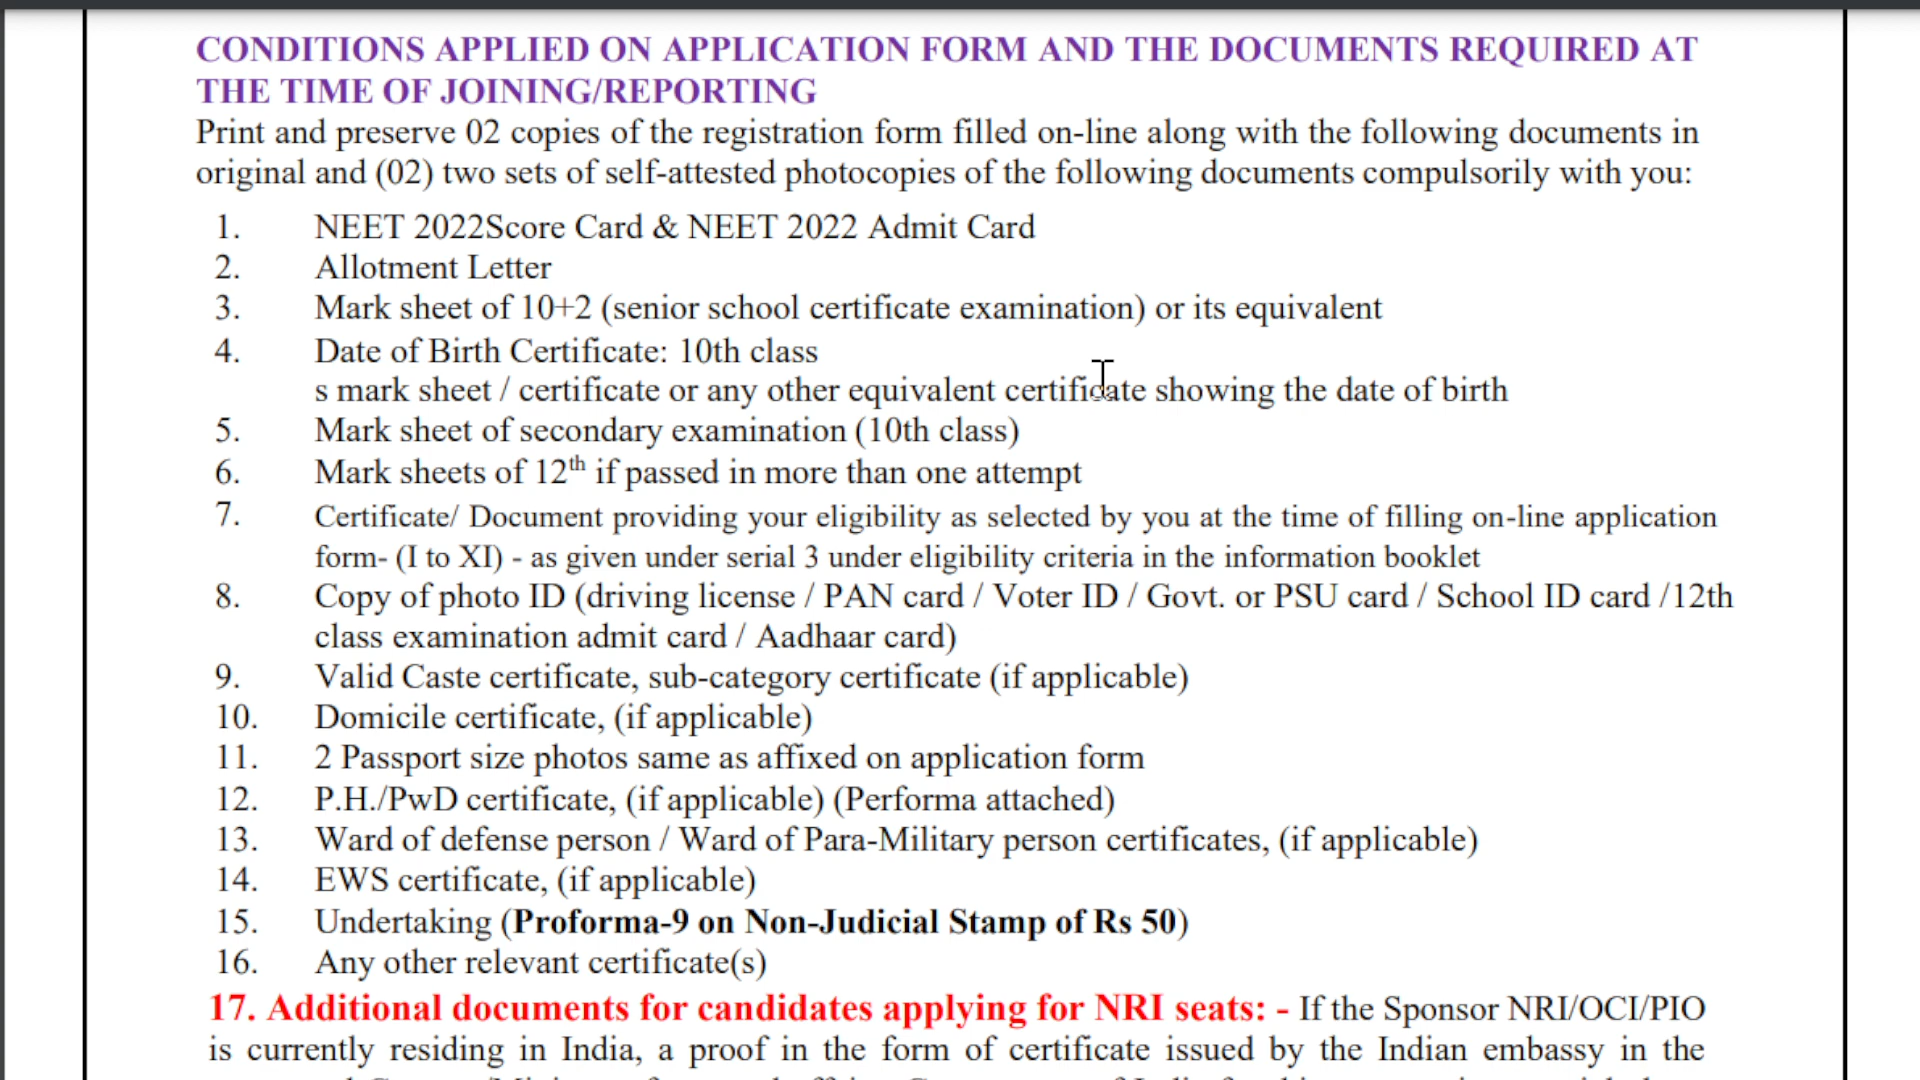 CONDITIONS APPLIED ON APPLICATION FORM AND THE DOCUMENTS REQUIRED AT
THE TIME OF JOINING/REPORTING
Print and preserve 02 copies of the registration form filled on-line along with the following documents in
original and (02) two sets of self-attested photocopies of the following documents compulsorily with you:
1. NEET 2022Score Card & NEET 2022 Admit Card
2. Allotment Letter
3. Mark sheet of 10+2 (senior school certificate examination) or its equivalent
4. Date of Birth Certificate: 10th class
s mark sheet / certificate or any other equivalent certificate showing the date of birth
5. Mark sheet of secondary examination (10th class)
6. Mark sheets of 12th if passed in more than one attempt
7. Certificate/ Document providing your eligibility as selected by you at the time of filling on-line application
form- (I to XI) - as given under serial 3 under eligibility criteria in the information booklet
8. Copy of photo ID (driving license / PAN card / Voter ID / Govt. or PSU card / School ID card /12th
class examination admit card / Aadhaar card)
9. Valid Caste certificate, sub-category certificate (if applicable)
10. Domicile certificate, (if applicable)
11. 2 Passport size photos same as affixed on application form
12. P.H./PwD certificate, (if applicable) (Performa attached)
13. Ward of defense person / Ward of Para-Military person certificates, (if applicable)
14. EWS certificate, (if applicable)
15. Undertaking (Proforma-9 on Non-Judicial Stamp of Rs 50)
16. Any other relevant certificate(s)
17. Additional documents for candidates applying for NRI seats: - If the Sponsor NRI/OCI/PIO
is currently residing in India, a proof in the form of certificate issued by the Indian embassy in the